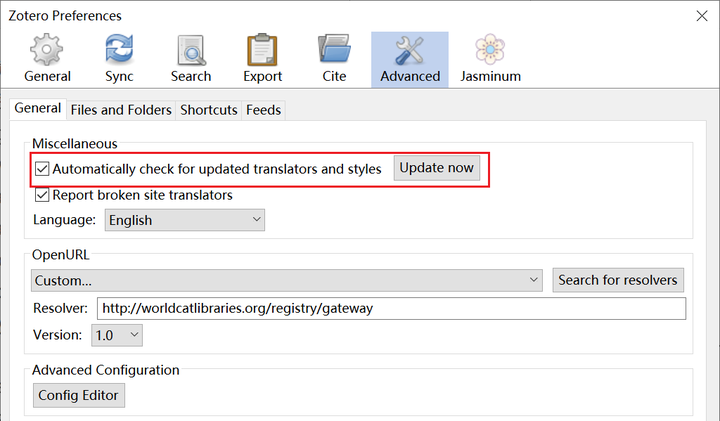 Zotero Preferences
General Sync Search Export Cite Advanced Jasminum
General Files and Folders Shortcuts Feeds
Miscellaneous
Automatically check for updated translators and styles Update now
Report broken site translators
Language: English
OpenURL
Custom... Search for resolvers
Resolver: http://worldcatlibraries.org/registry/gateway
Version: 1.0
Advanced Configuration
Config Editor